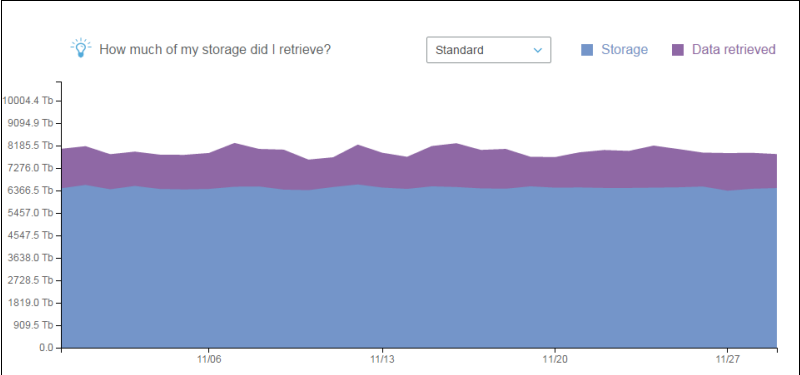 How much of my storage did I retrieve?
Standard
Storage
Data retrieved
10004.4 Tb
9094.9 Tb
8185.5 Tb
7276.0 Tb
6366.5 Tb
5457.0 Tb
4547.5 Tb
3638.0 Tb
2728.5 Tb
1819.0 Tb
909.5 Tb
0.0
11/06
11/13
11/20
11/27